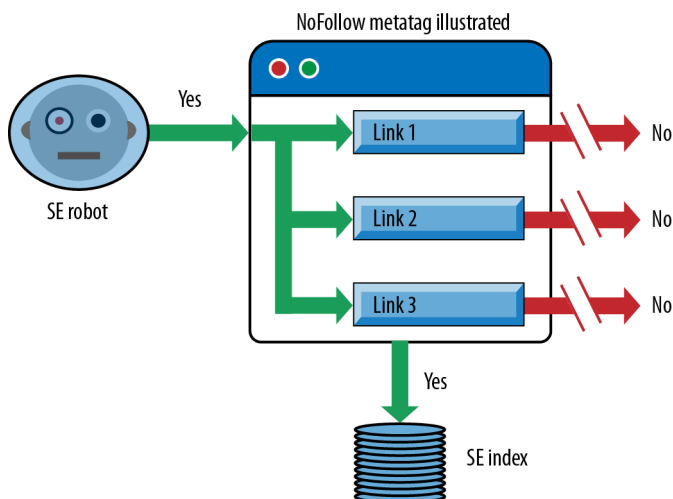 NoFollow metatag illustrated
Yes
SE robot
Link 1
No
Link 2
No
Link 3
No
Yes
SE index